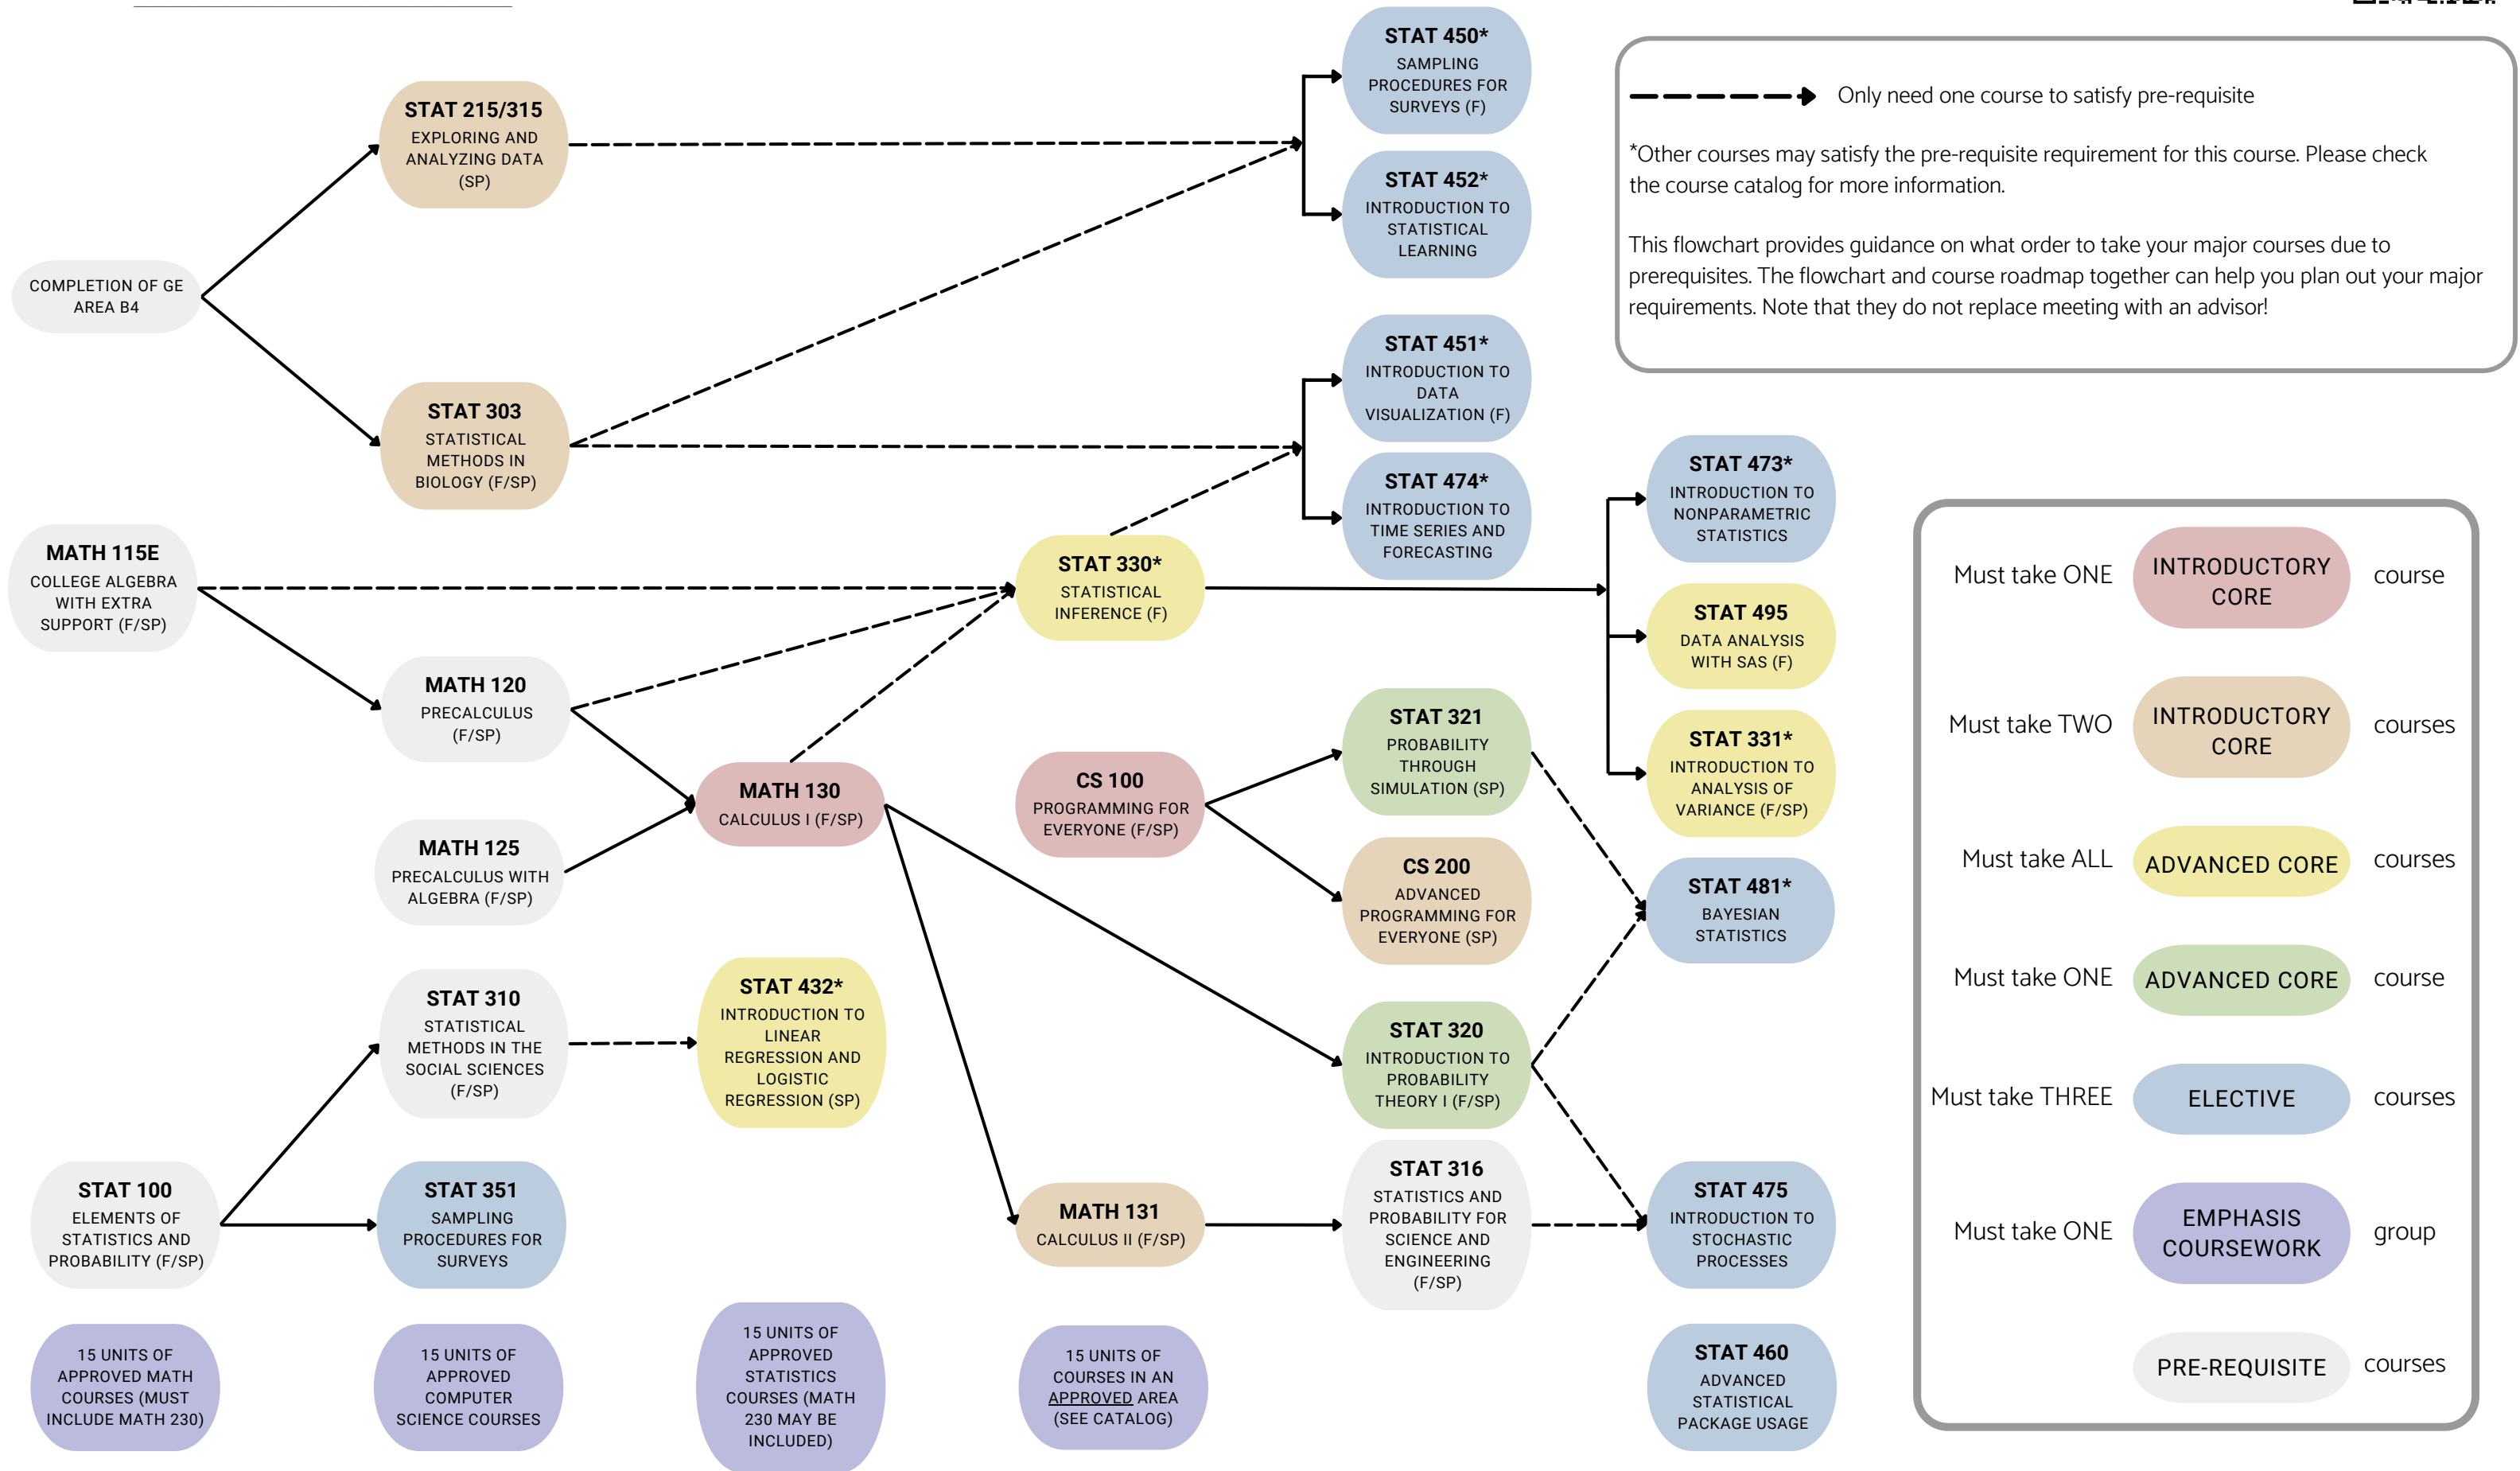 STAT 450*
SAMPLING
PROCEDURES FOR
SURVEYS (F)
STAT 215/315
EXPLORING AND
ANALYZING DATA
(SP)
STAT 452*
INTRODUCTION TO
STATISTICAL
LEARNING
COMPLETION OF GE
AREA B4
STAT 451*
INTRODUCTION TO
DATA
VISUALIZATION (F)
STAT 303
STATISTICAL
METHODS IN
BIOLOGY (F/SP)
STAT 474*
INTRODUCTION TO
TIME SERIES AND
FORECASTING
STAT 473*
INTRODUCTION TO
NONPARAMETRIC
STATISTICS
MATH 115E
COLLEGE ALGEBRA
WITH EXTRA
SUPPORT (F/SP)
STAT 330*
STATISTICAL
INFERENCE (F)
STAT 495
DATA ANALYSIS
WITH SAS (F)
MATH 120
PRECALCULUS
(F/SP)
STAT 321
PROBABILITY
THROUGH
SIMULATION (SP)
STAT 331*
INTRODUCTION TO
ANALYSIS OF
VARIANCE (F/SP)
MATH 130
CALCULUS I (F/SP)
CS 100
PROGRAMMING FOR
EVERYONE (F/SP)
MATH 125
PRECALCULUS WITH
ALGEBRA (F/SP)
CS 200
ADVANCED
PROGRAMMING FOR
EVERYONE (SP)
STAT 481*
BAYESIAN
STATISTICS
STAT 310
STATISTICAL
METHODS IN THE
SOCIAL SCIENCES
(F/SP)
STAT 432*
INTRODUCTION TO
LINEAR
REGRESSION AND
LOGISTIC
REGRESSION (SP)
STAT 320
INTRODUCTION TO
PROBABILITY
THEORY I (F/SP)
STAT 100
ELEMENTS OF
STATISTICS AND
PROBABILITY (F/SP)
STAT 351
SAMPLING
PROCEDURES FOR
SURVEYS
MATH 131
CALCULUS II (F/SP)
STAT 316
STATISTICS AND
PROBABILITY FOR
SCIENCE AND
ENGINEERING
(F/SP)
STAT 475
INTRODUCTION TO
STOCHASTIC
PROCESSES
15 UNITS OF
APPROVED MATH
COURSES (MUST
INCLUDE MATH 230)
15 UNITS OF
APPROVED
COMPUTER
SCIENCE COURSES
15 UNITS OF
APPROVED
STATISTICS
COURSES (MATH
230 MAY BE
INCLUDED)
15 UNITS OF
COURSES IN AN
APPROVED AREA
(SEE CATALOG)
STAT 460
ADVANCED
STATISTICAL
PACKAGE USAGE
Only need one course to satisfy pre-requisite
*Other courses may satisfy the pre-requisite requirement for this course. Please check
the course catalog for more information.
This flowchart provides guidance on what order to take your major courses due to
prerequisites. The flowchart and course roadmap together can help you plan out your major
requirements. Note that they do not replace meeting with an advisor!
Must take ONE INTRODUCTORY course
CORE
Must take TWO INTRODUCTORY courses
CORE
Must take ALL ADVANCED CORE courses
Must take ONE ADVANCED CORE course
Must take THREE ELECTIVE courses
Must take ONE EMPHASIS group
COURSEWORK
PRE-REQUISITE courses